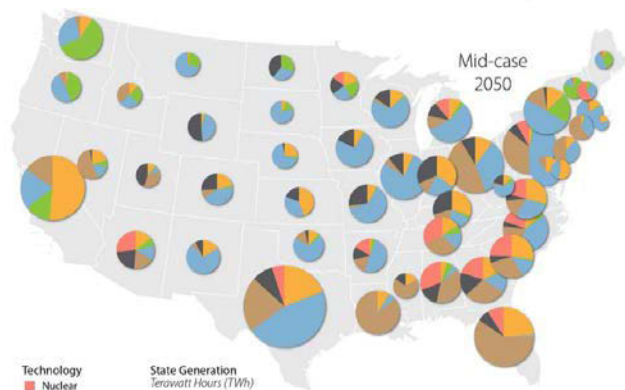 Mid-case
2050
Technology
Nuclear
State Generation
Terawatt Hours (TWh)